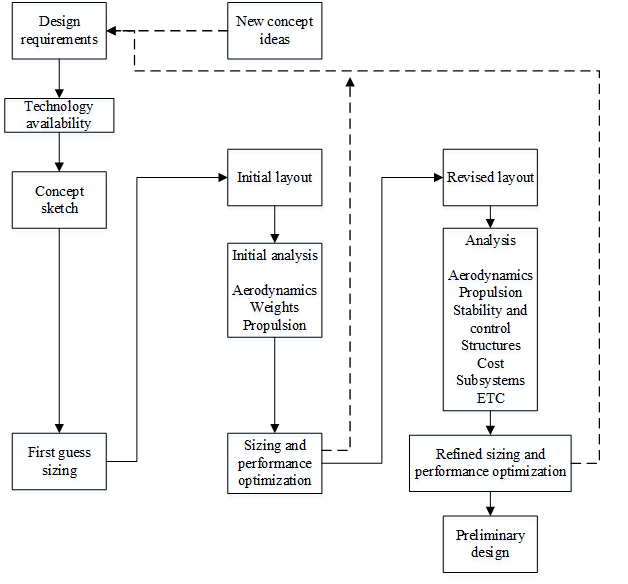 Design
requirements
New concept
ideas
Technology
availability
Concept
sketch
First guess
sizing
Initial layout
Initial analysis
Aerodynamics
Weights
Propulsion
Sizing and
performance
optimization
Revised layout
Analysis
Aerodynamics
Propulsion
Stability and
control
Structures
Cost
Subsystems
ETC
Refined sizing and
performance optimization
Preliminary
design